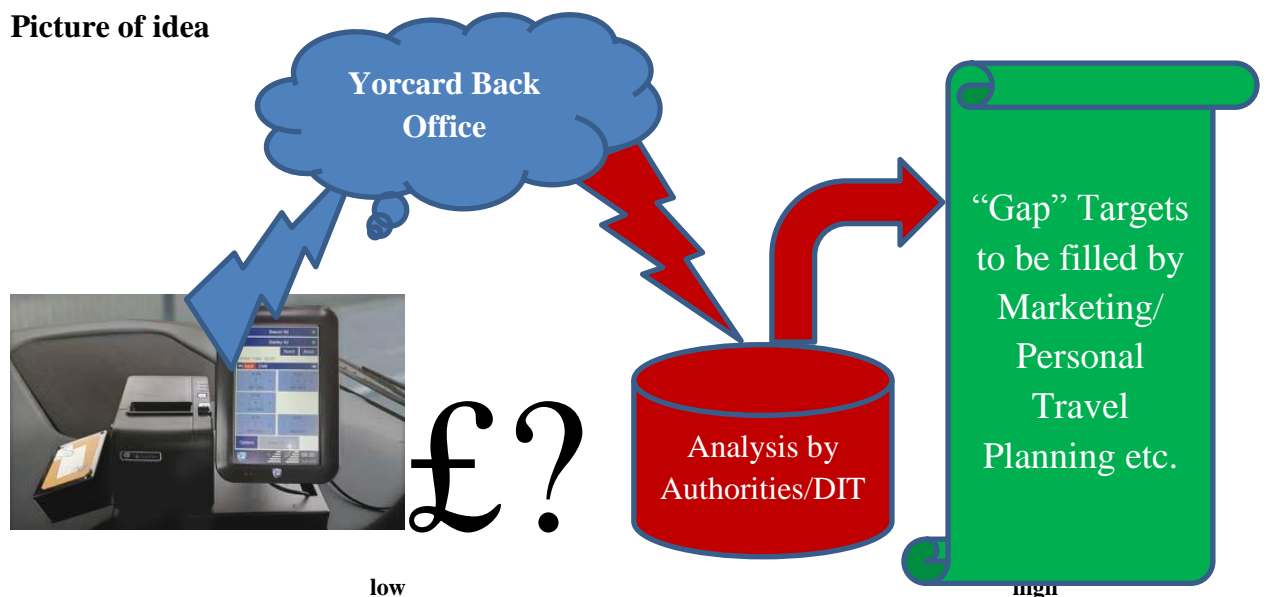 Picture of idea
Yorcard Back
Office
“Gap” Targets
to be filled by
Marketing/
Personal
Travel
Planning etc.
Analysis by
Authorities/DIT
£?
low
high